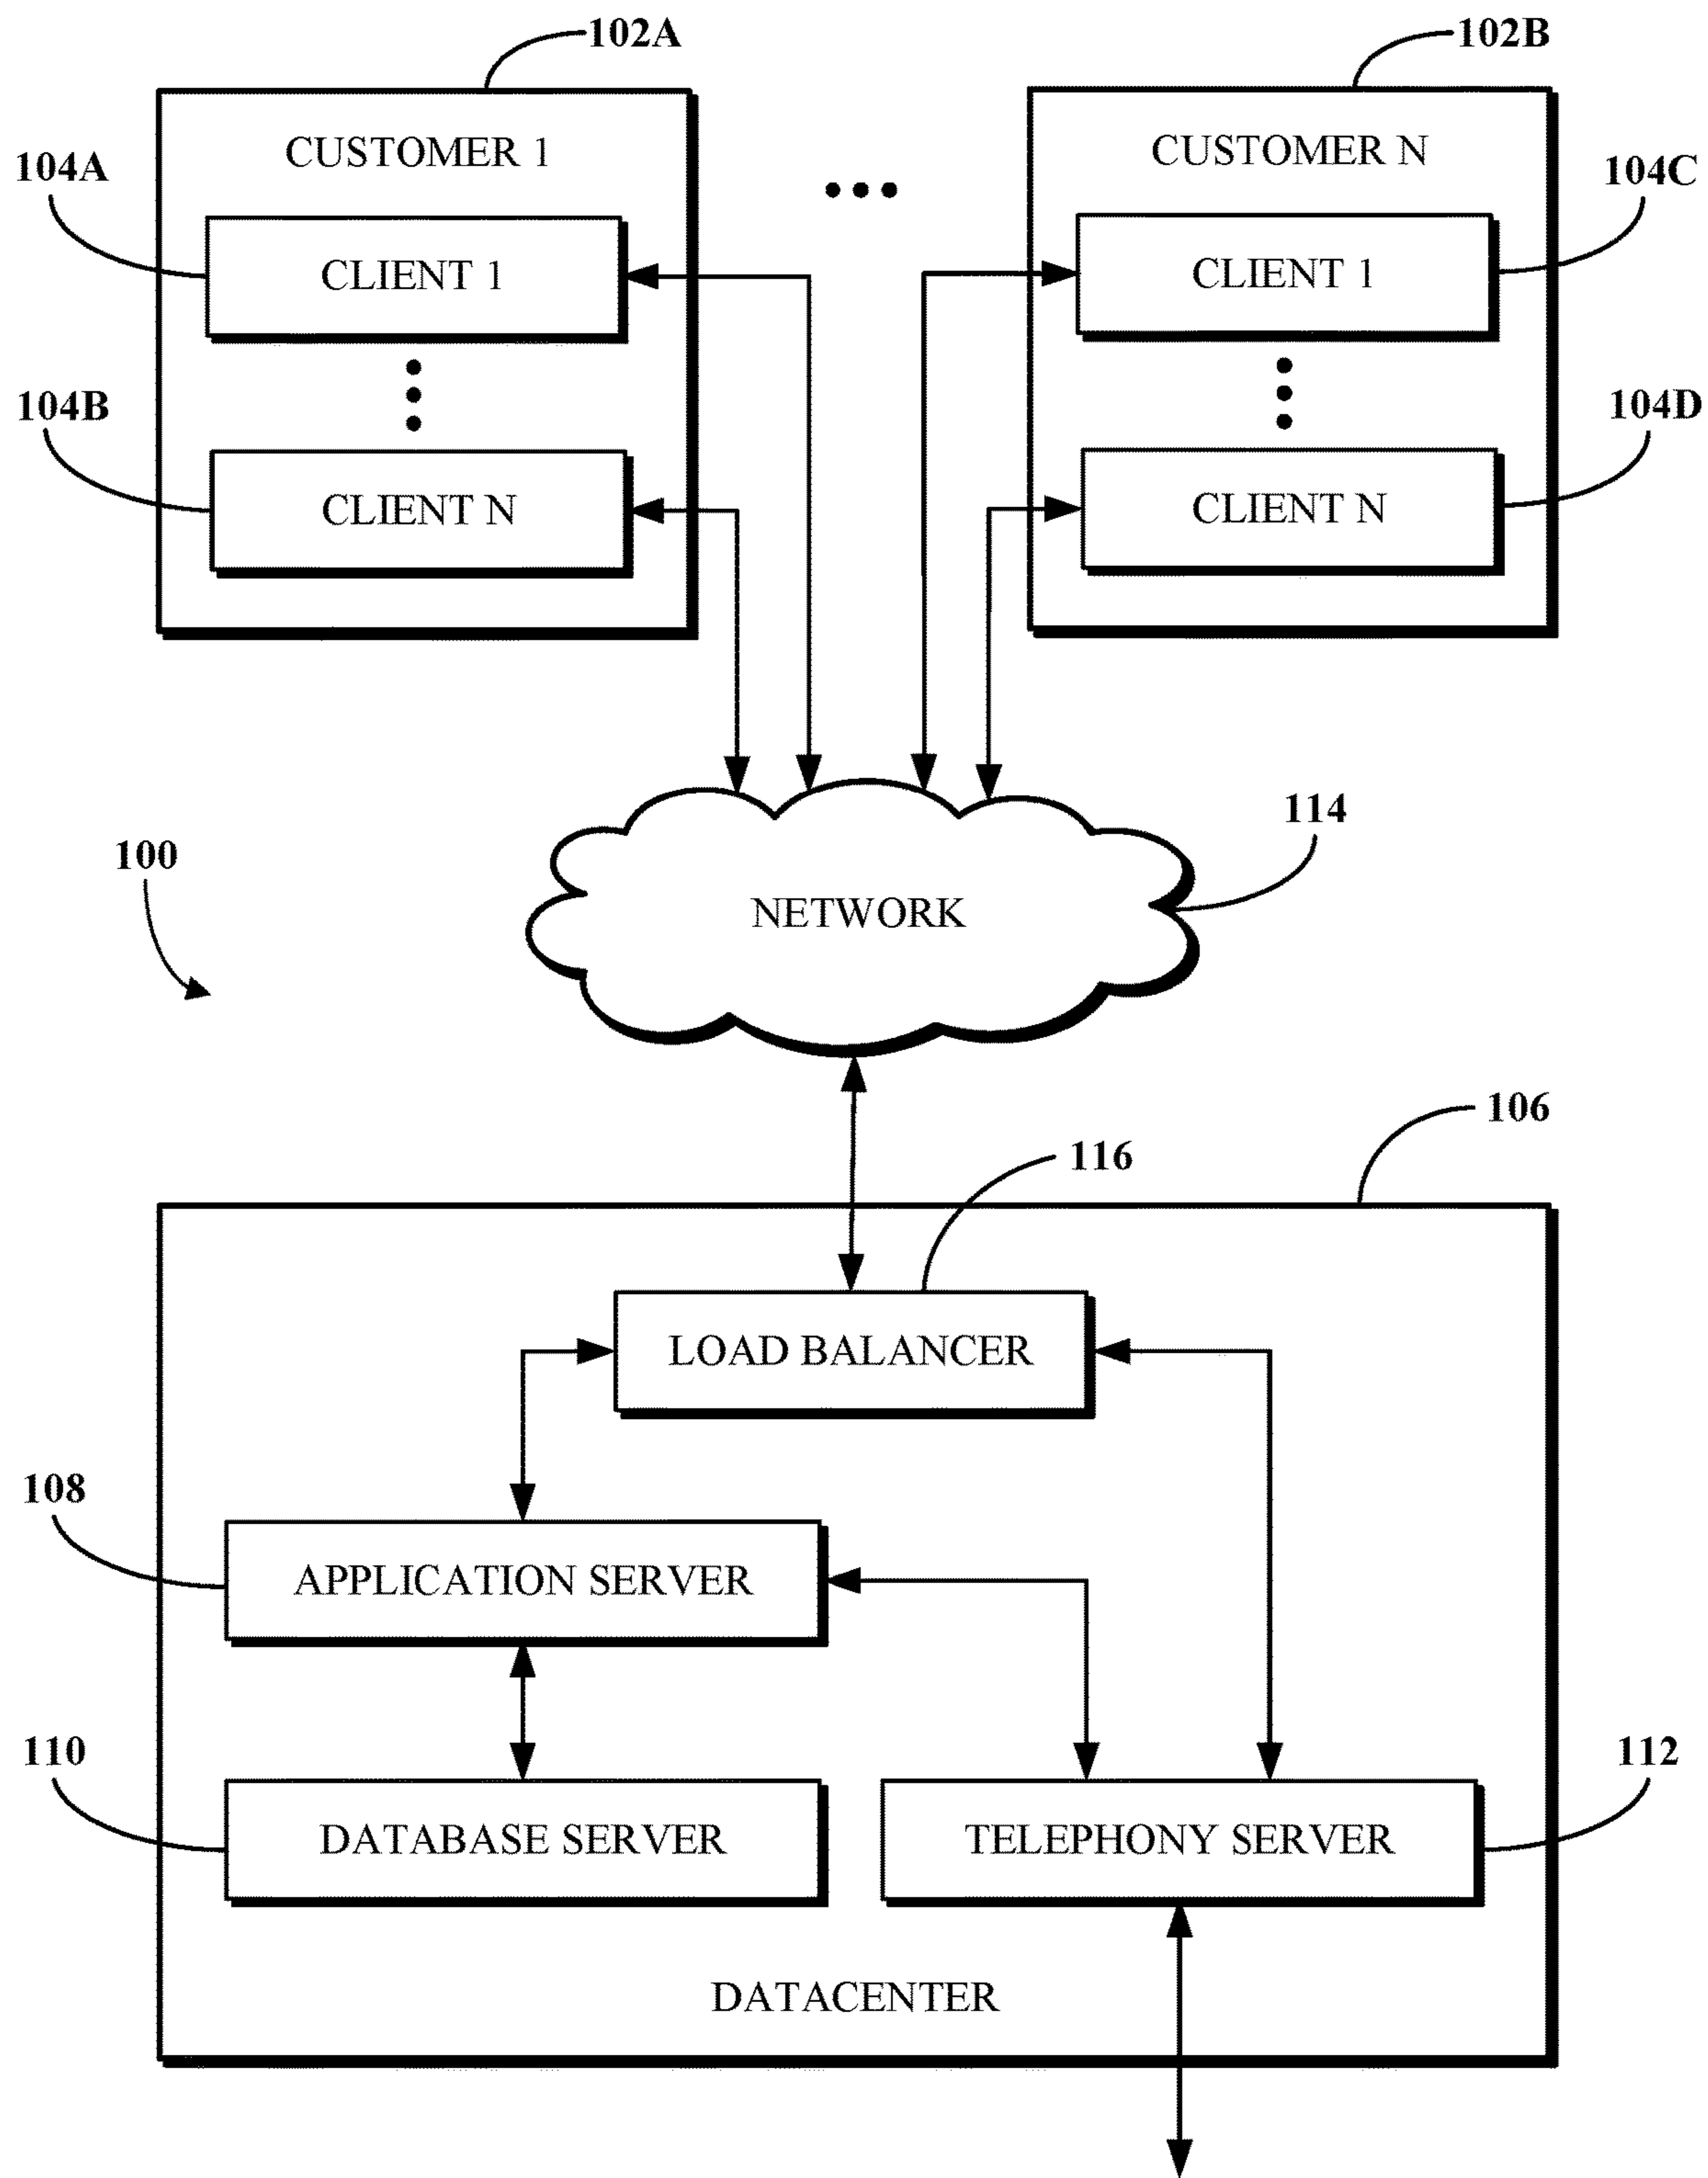 102A
102B
CUSTOMER 1
CUSTOMER N
104A
104C
CLIENT 1
CLIENT 1
104B
104D
CLIENT N
CLIENT N
114
100
NETWORK
106
116
LOAD BALANCER
108
APPLICATION SERVER
110
112
DATABASE SERVER
TELEPHONY SERVER
DATACENTER